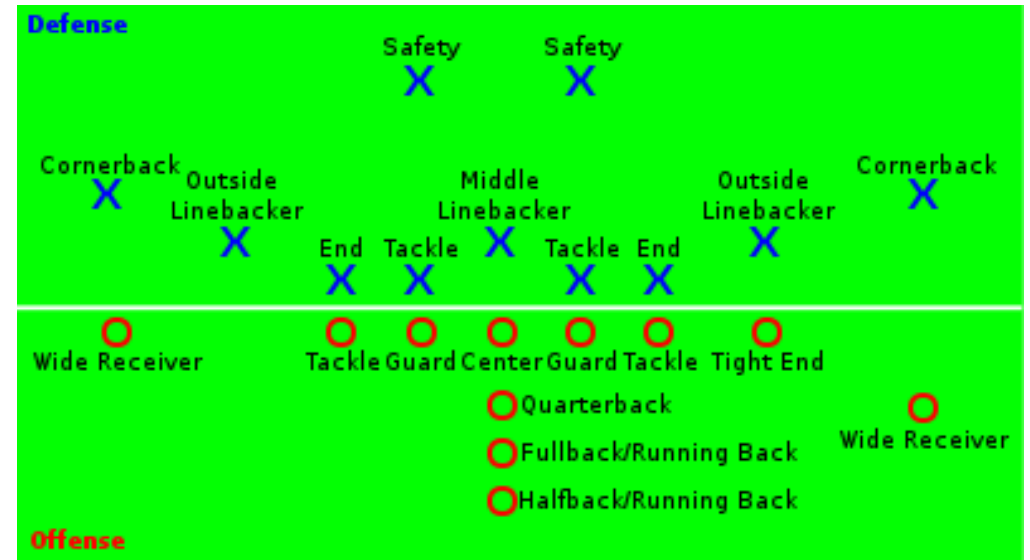 Defense
Safety Safety
Cornerback Cornerback
Outside Middle Outside
Linebacker Linebacker Linebacker
End Tackle Tackle End
Wide Receiver Tackle Guard Center Guard Tackle Tight End
Quarterback
Wide Receiver
Fullback/Running Back
Halfback/Running Back
Offense